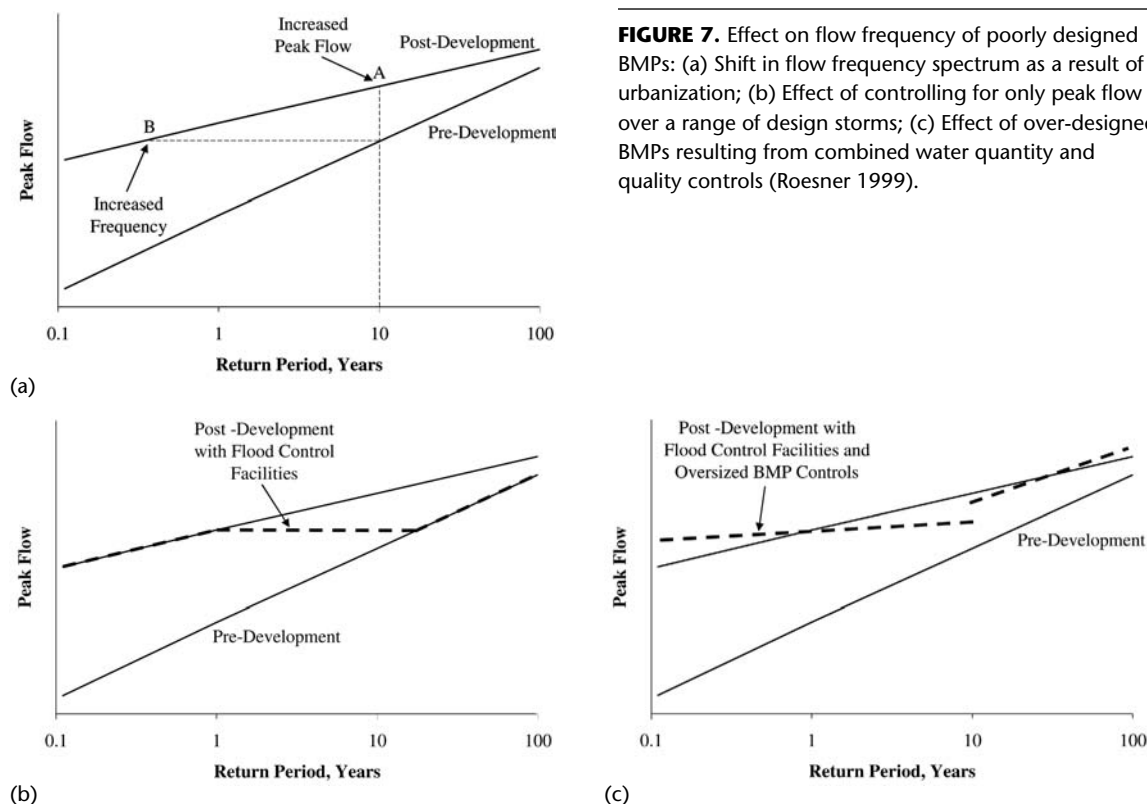 FIGURE 7. Effect on flow frequency of poorly designed
BMPs: (a) Shift in flow frequency spectrum as a result of
urbanization; (b) Effect of controlling for only peak flow
over a range of design storms; (c) Effect of over-designed
BMPs resulting from combined water quantity and
quality controls (Roesner 1999).
Increased
Peak Flow
Post-Development
A
B
Pre-Development
Increased
Frequency
Peak Flow
0.1 1 10 100
Return Period, Years
(a)
Post -Development
with Flood Control
Facilities
Pre-Development
Peak Flow
0.1 1 10 100
Return Period, Years
(b)
Post -Development with
Flood Control Facilities and
Oversized BMP Controls
Pre-Development
Peak Flow
0.1 1 10 100
Return Period, Years
(c)